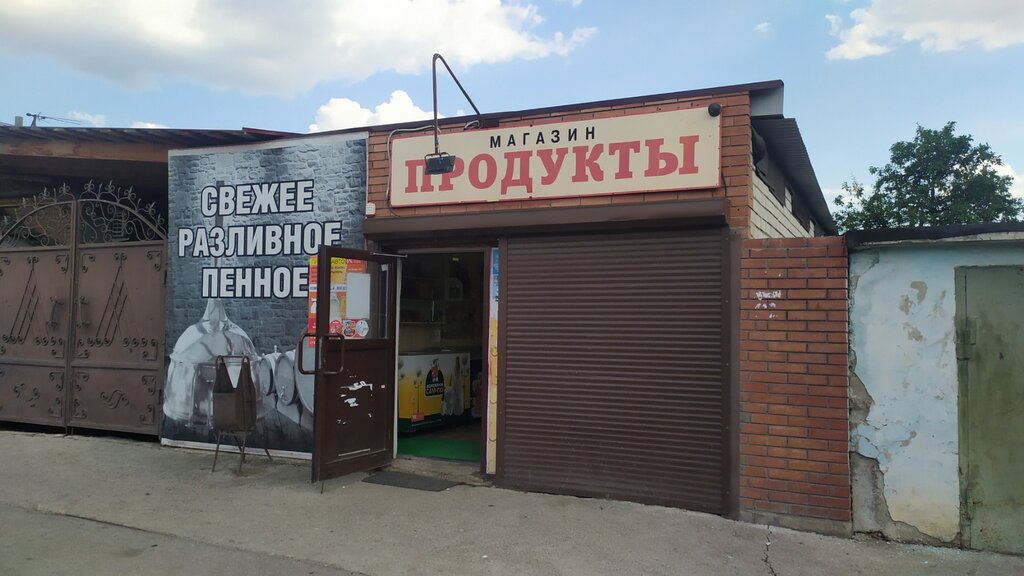 СВЕЖЕЕ
РАЗЛИВНОЕ
ПЕННОЕ
МАГАЗИН
ПРОДУКТЫ